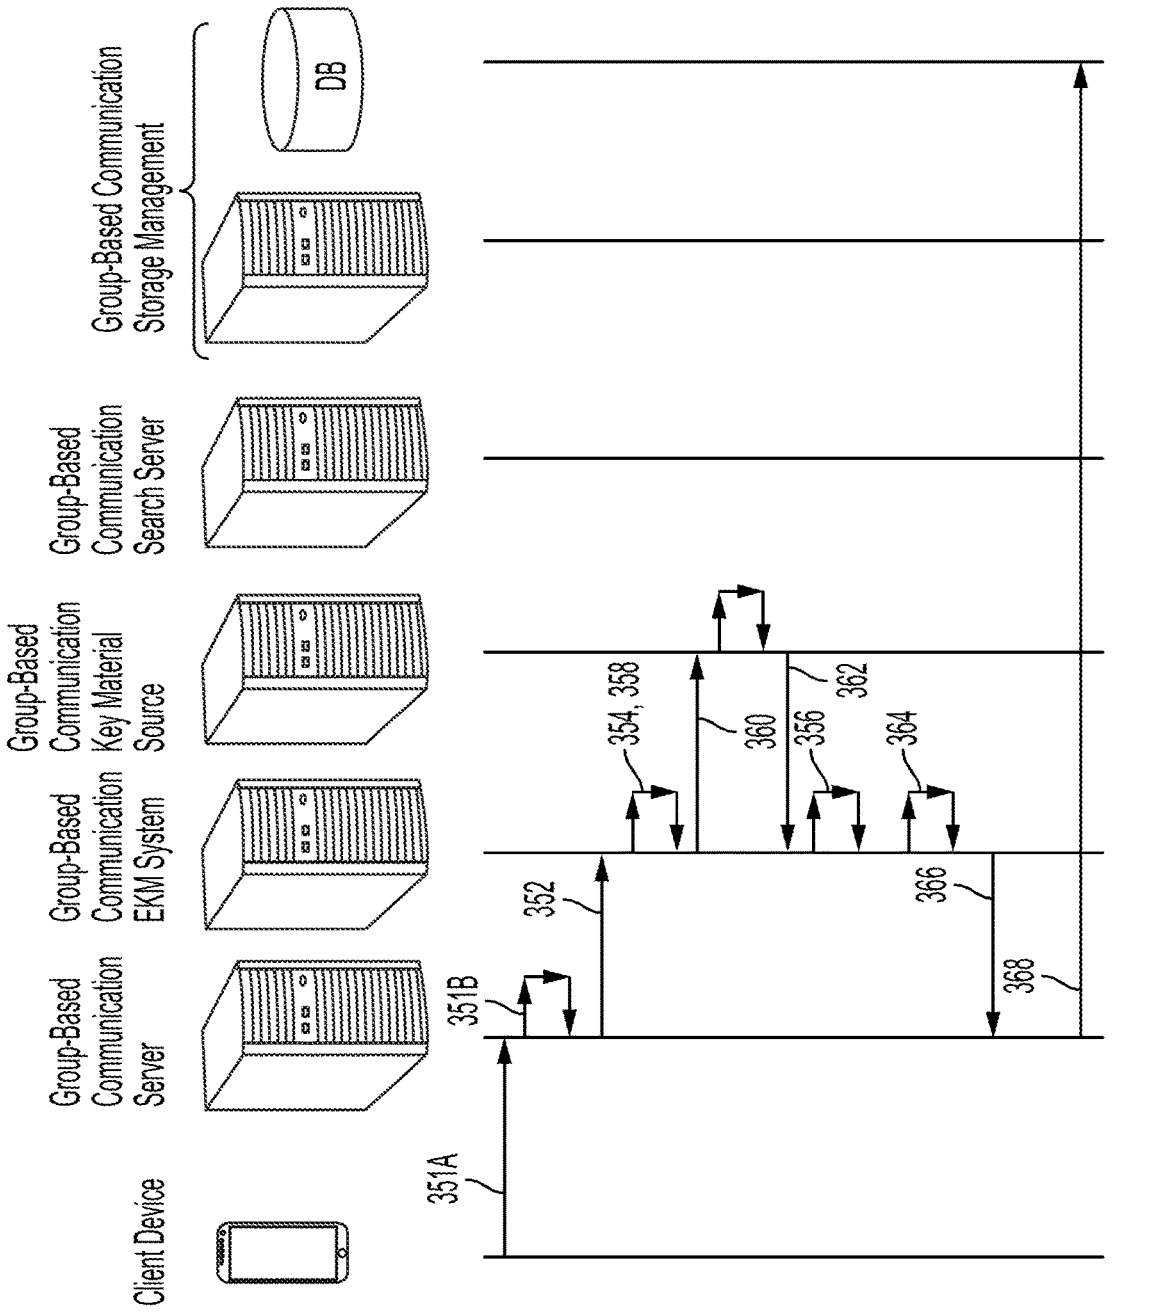 Client Device
Group-Based
Communication
Server
Group-Based
Communication
EKM System
Group-Based
Communication
Key Material
Source
Group-Based
Communication
Search Server
Group-Based Communication
Storage Management
DB
351A
351B
352
354, 358
360
362
356
364
366
368